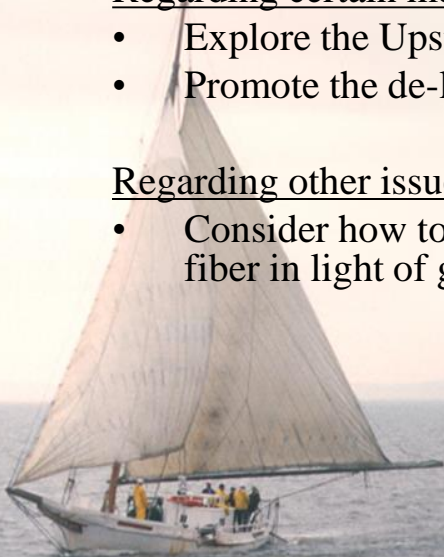 Regarding certain
• Explore the Ups
• Promote the de-
Regarding other issu
• Consider how to
fiber in light of g